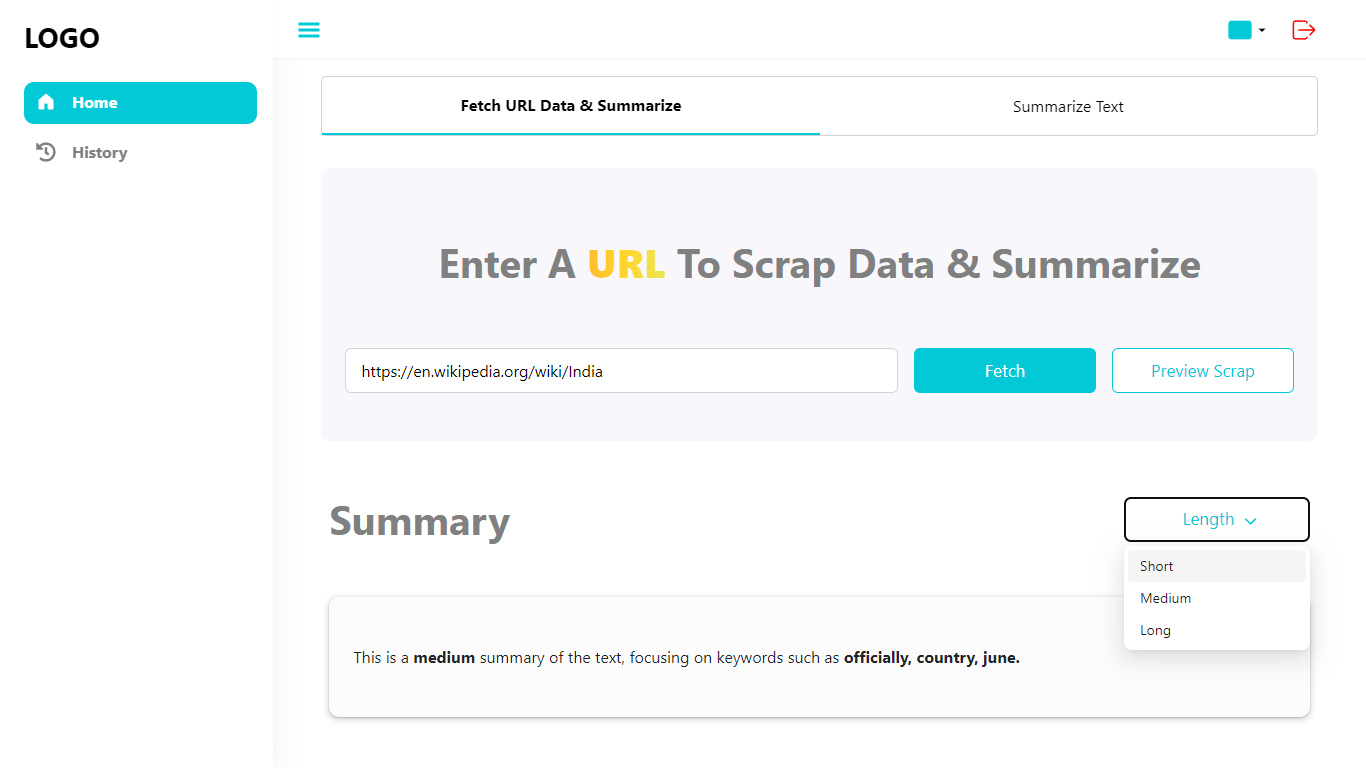 LOGO
Home
History
Fetch URL Data & Summarize
Summarize Text
Enter A URL To Scrap Data & Summarize
https://en.wikipedia.org/wiki/India
Fetch
Preview Scrap
Summary
Length
Short
Medium
Long
This is a medium summary of the text, focusing on keywords such as officially, country, june.